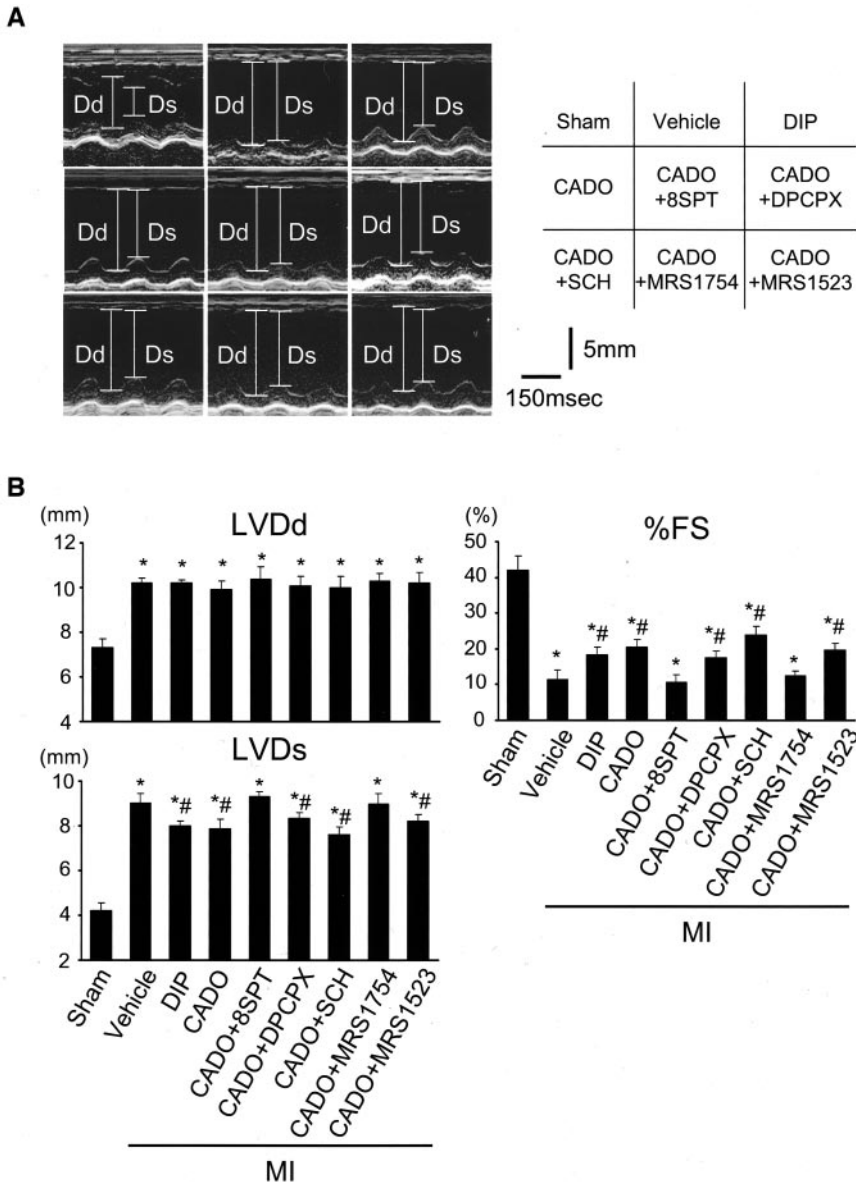 A
Dd Ds Dd Ds Dd Ds
Dd Ds Dd Ds Dd Ds
Dd Ds Dd Ds Dd Ds
Sham Vehicle DIP
CADO CADO +8SPT CADO +DPCPX
CADO +SCH CADO +MRS1754 CADO +MRS1523
5mm
150msec
B
(mm)
LVDd
12
10
8
6
4
* * * * * * * *
(mm)
LVDs
10
8
6
4
2
* *# *# * *# *# * *#
Sham
Vehicle
DIP
CADO
CADO+8SPT
CADO+DPCPX
CADO+SCH
CADO+MRS1754
CADO+MRS1523
MI
(%)
%FS
50
40
30
20
10
0
* *# *# * *# *# * *#
Sham
Vehicle
DIP
CADO
CADO+8SPT
CADO+DPCPX
CADO+SCH
CADO+MRS1754
CADO+MRS1523
MI